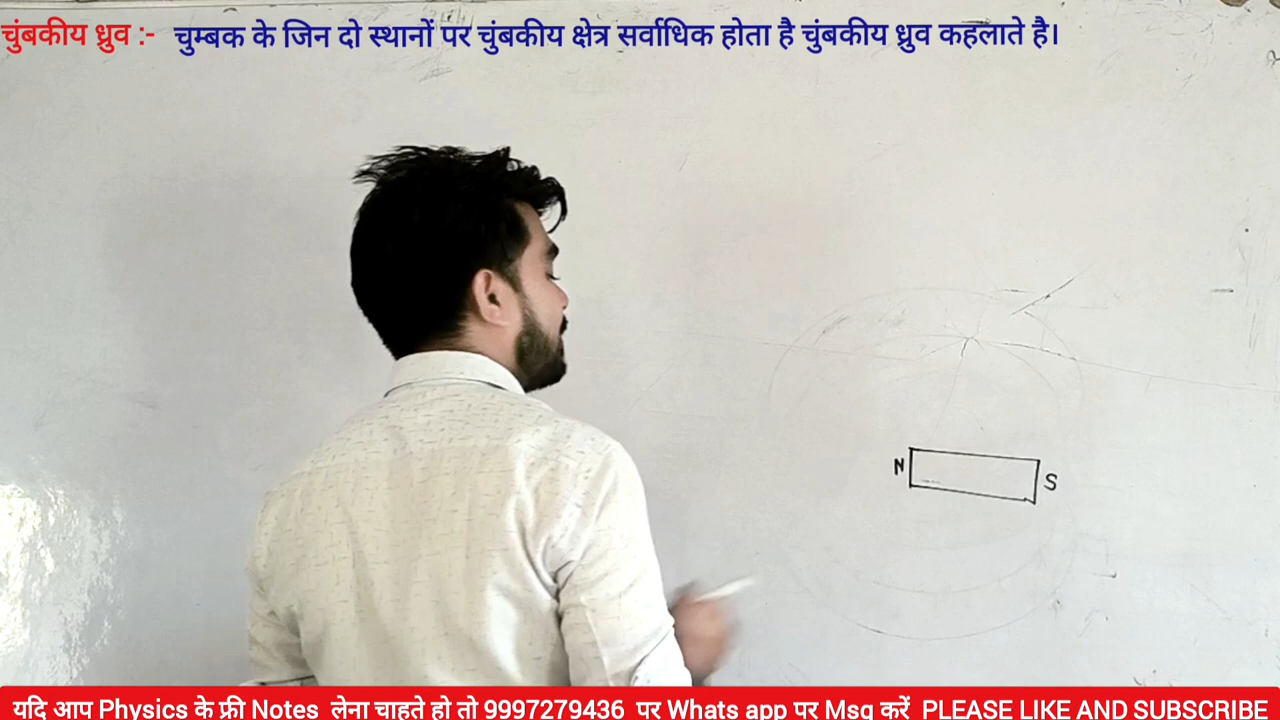 चुंबकीय ध्रुव :- चुम्बक के जिन दो स्थानों पर चुंबकीय क्षेत्र सर्वाधिक होता है चुंबकीय ध्रुव कहलाते है।
N
S
यदि आप Physics के फ्री Notes लेना चाहते हो तो 9997279436 पर Whats app पर Msg करें PLEASE LIKE AND SUBSCRIBE